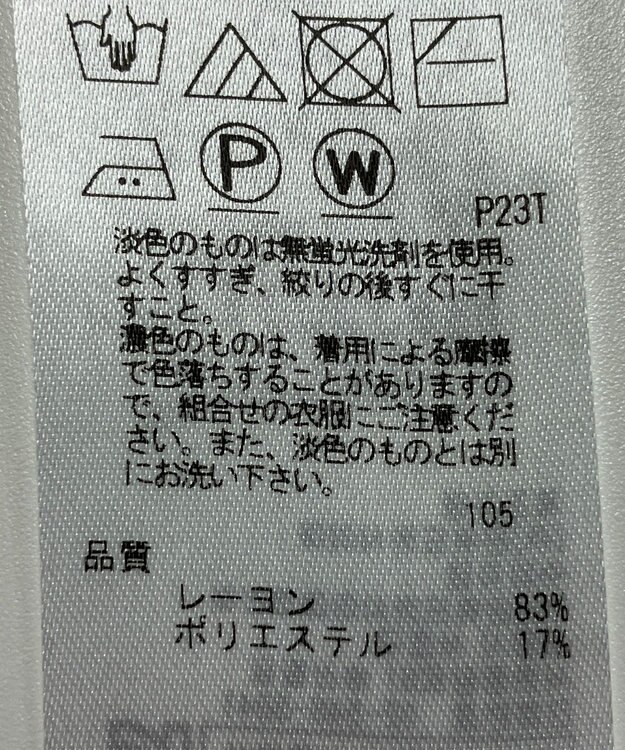 P W
P23T
淡色のものは無蛍光洗剤を使用。
よくすすぎ、絞りの後すぐに干
すこと。
濃色のものは、着用による摩擦
で色落ちすることがありますの
で、組合せの衣服にご注意くだ
さい。また、淡色のものとは別
にお洗い下さい。
105
品質
レーヨン 83%
ポリエステル 17%